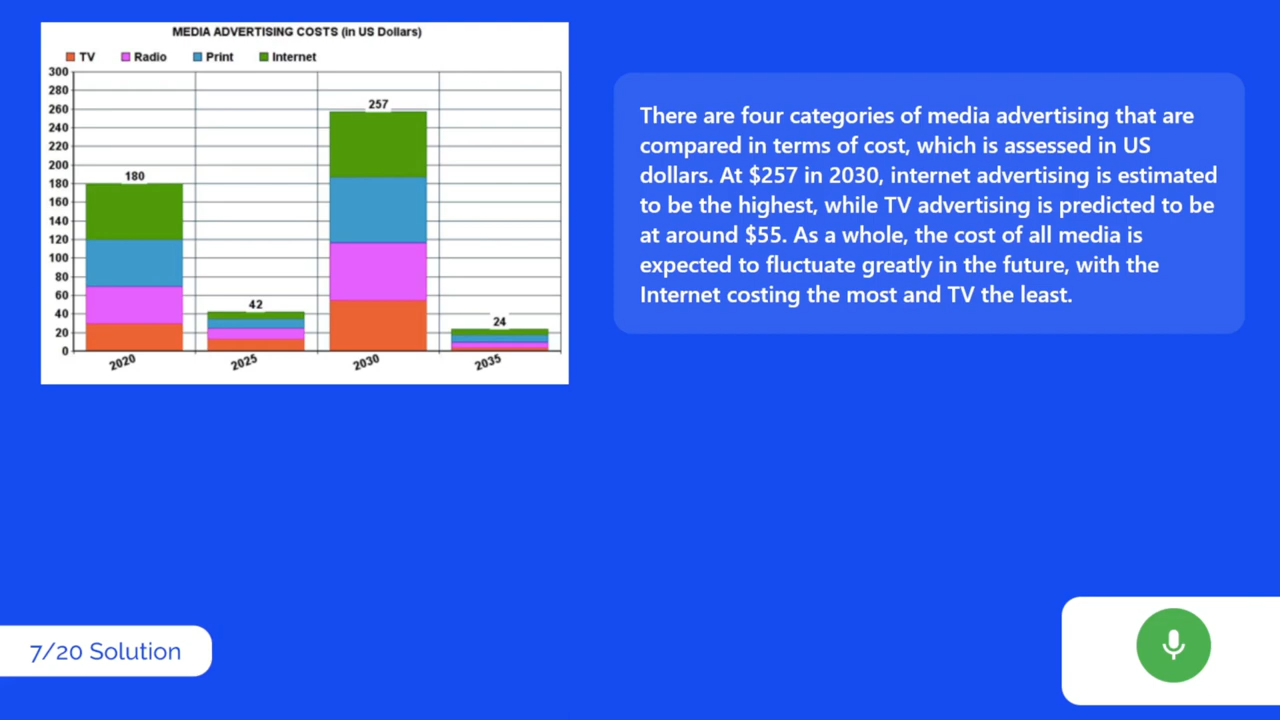 MEDIA ADVERTISING COSTS (in US Dollars)
TV Radio Print Internet
300
280
260
240
220
200
180
160
140
120
100
80
60
40
20
0
180
42
257
24
2020 2025 2030 2035
There are four categories of media advertising that are
compared in terms of cost, which is assessed in US
dollars. At $257 in 2030, internet advertising is estimated
to be the highest, while TV advertising is predicted to be
at around $55. As a whole, the cost of all media is
expected to fluctuate greatly in the future, with the
Internet costing the most and TV the least.
7/20 Solution